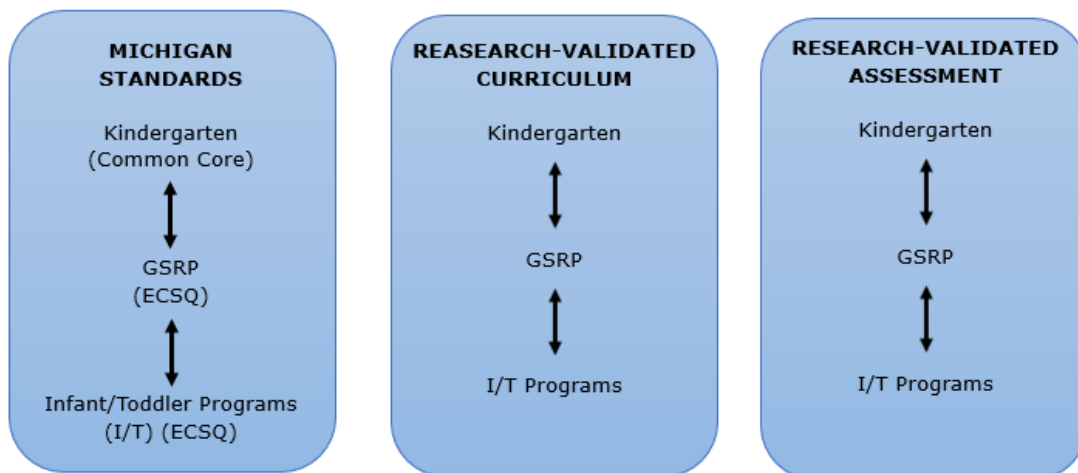 MICHIGAN
STANDARDS
Kindergarten
(Common Core)
GSRP
(ECSQ)
Infant/Toddler Programs
(I/T) (ECSQ)
REASEARCH-VALIDATED
CURRICULUM
Kindergarten
GSRP
I/T Programs
RESEARCH-VALIDATED
ASSESSMENT
Kindergarten
GSRP
I/T Programs